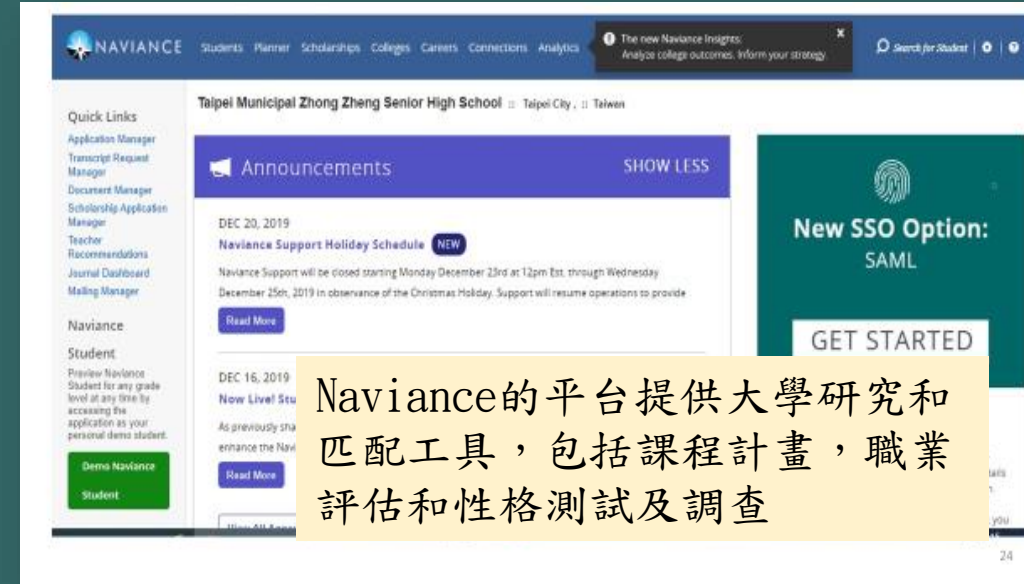 NAVIANCE
Students Planner Scholarships Colleges Careers Connections Analytics
The new Naviance Insights:
Analyze college outcomes. Inform your strategy.
x
Search for Student
Taipei Municipal Zhong Zheng Senior High School :: Taipei City , :: Taiwan
Quick Links
Application Manager
Transcript Request
Manager
Document Manager
Scholarship Application
Manager
Teacher
Recommendations
Journal Dashboard
Mailing Manager
Naviance
Student
Preview Naviance
Student for any grade
level at any time by
accessing the
application as your
personal demo student.
Demo Naviance
Student
Announcements
SHOW LESS
DEC 20, 2019
Naviance Support Holiday Schedule NEW
Naviance Support will be closed starting Monday December 23rd at 12pm Est. through Wednesday
December 25th, 2019 in observance of the Christmas Holiday. Support will resume operations to provide
Read More
DEC 16, 2019
Now Live! Stu
As previously sha
enhance the Navi
Read More
New SSO Option:
SAML
GET STARTED
Naviance的平台提供大學研究和
匹配工具，包括課程計畫，職業
評估和性格測試及調查
you
24